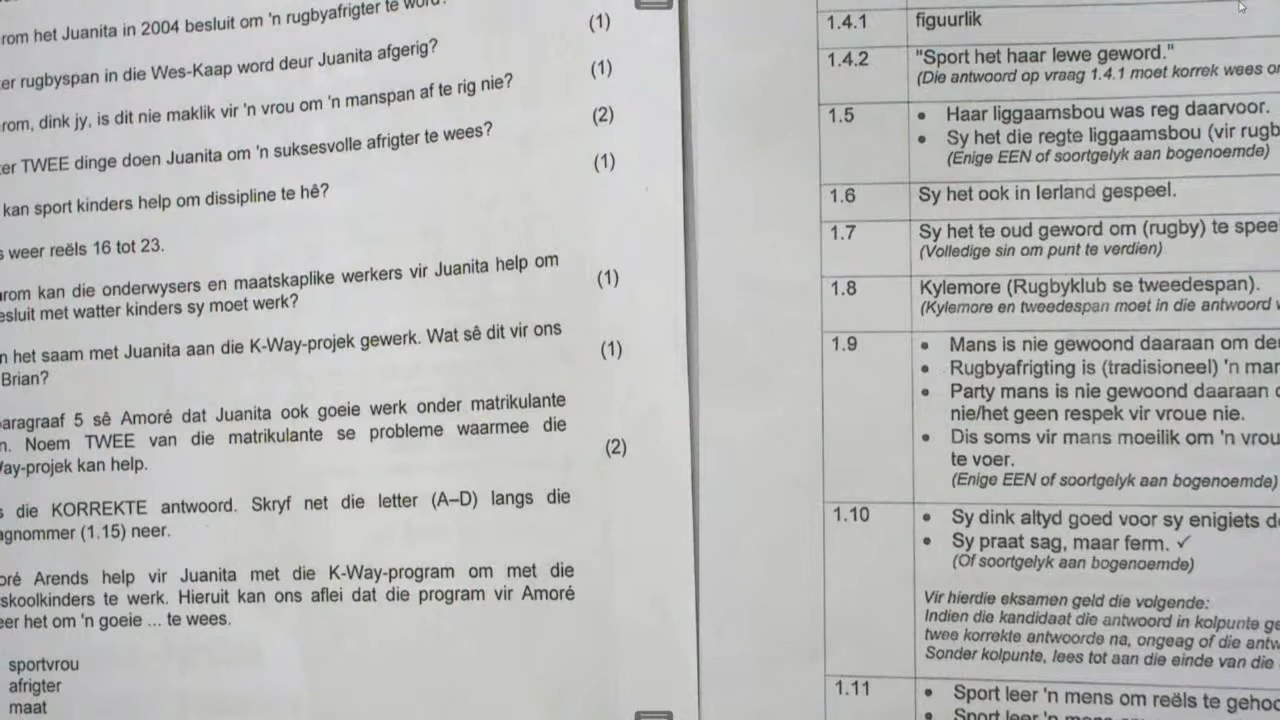 rom het Juanita in 2004 besluit om 'n rugbyafrigter te
(1)
er rugbyspan in die Wes-Kaap word deur Juanita afgerig?
(1)
rom, dink jy, is dit nie maklik vir 'n vrou om 'n manspan af te rig nie?
(2)
er TWEE dinge doen Juanita om 'n suksesvolle afrigter te wees?
(1)
kan sport kinders help om dissipline te hê?
s weer reëls 16 tot 23.
arom kan die onderwysers en maatskaplike werkers vir Juanita help om
esluit met watter kinders sy moet werk?
(1)
n het saam met Juanita aan die K-Way-projek gewerk. Wat sê dit vir ons
Brian?
(1)
paragraaf 5 sê Amoré dat Juanita ook goeie werk onder matrikulante
n. Noem TWEE van die matrikulante se probleme waarmee die
Way-projek kan help.
(2)
s die KORREKTE antwoord. Skryf net die letter (A–D) langs die
agnommer (1.15) neer.
oré Arends help vir Juanita met die K-Way-program om met die
skoolkinders te werk. Hieruit kan ons aflei dat die program vir Amoré
eer het om 'n goeie ... te wees.
sportvrou
afrigter
maat
1.4.1 figuurlik
1.4.2 "Sport het haar lewe geword."
(Die antwoord op vraag 1.4.1 moet korrek wees
1.5 • Haar liggaamsbou was reg daarvoor.
• Sy het die regte liggaamsbou (vir rugb
(Enige EEN of soortgelyk aan bogenoemde)
1.6 Sy het ook in Ierland gespeel.
1.7 Sy het te oud geword om (rugby) te spee
(Volledige sin om punt te verdien)
1.8 Kylemore (Rugbyklub se tweedespan).
(Kylemore en tweedespan moet in die antwoord
1.9 • Mans is nie gewoond daaraan om de
• Rugbyafrigting is (tradisioneel) 'n man
• Party mans is nie gewoond daaraan
nie/het geen respek vir vroue nie.
• Dis soms vir mans moeilik om 'n vrou
te voer.
(Enige EEN of soortgelyk aan bogenoemde)
1.10 • Sy dink altyd goed voor sy enigiets d
• Sy praat sag, maar ferm. ✓
(Of soortgelyk aan bogenoemde)
Vir hierdie eksamen geld die volgende:
Indien die kandidaat die antwoord in kolpunte ge
twee korrekte antwoorde na, ongeag of die antw
Sonder kolpunte, lees tot aan die einde van die
1.11 • Sport leer 'n mens om reëls te geho
• Sport leer 'n mens